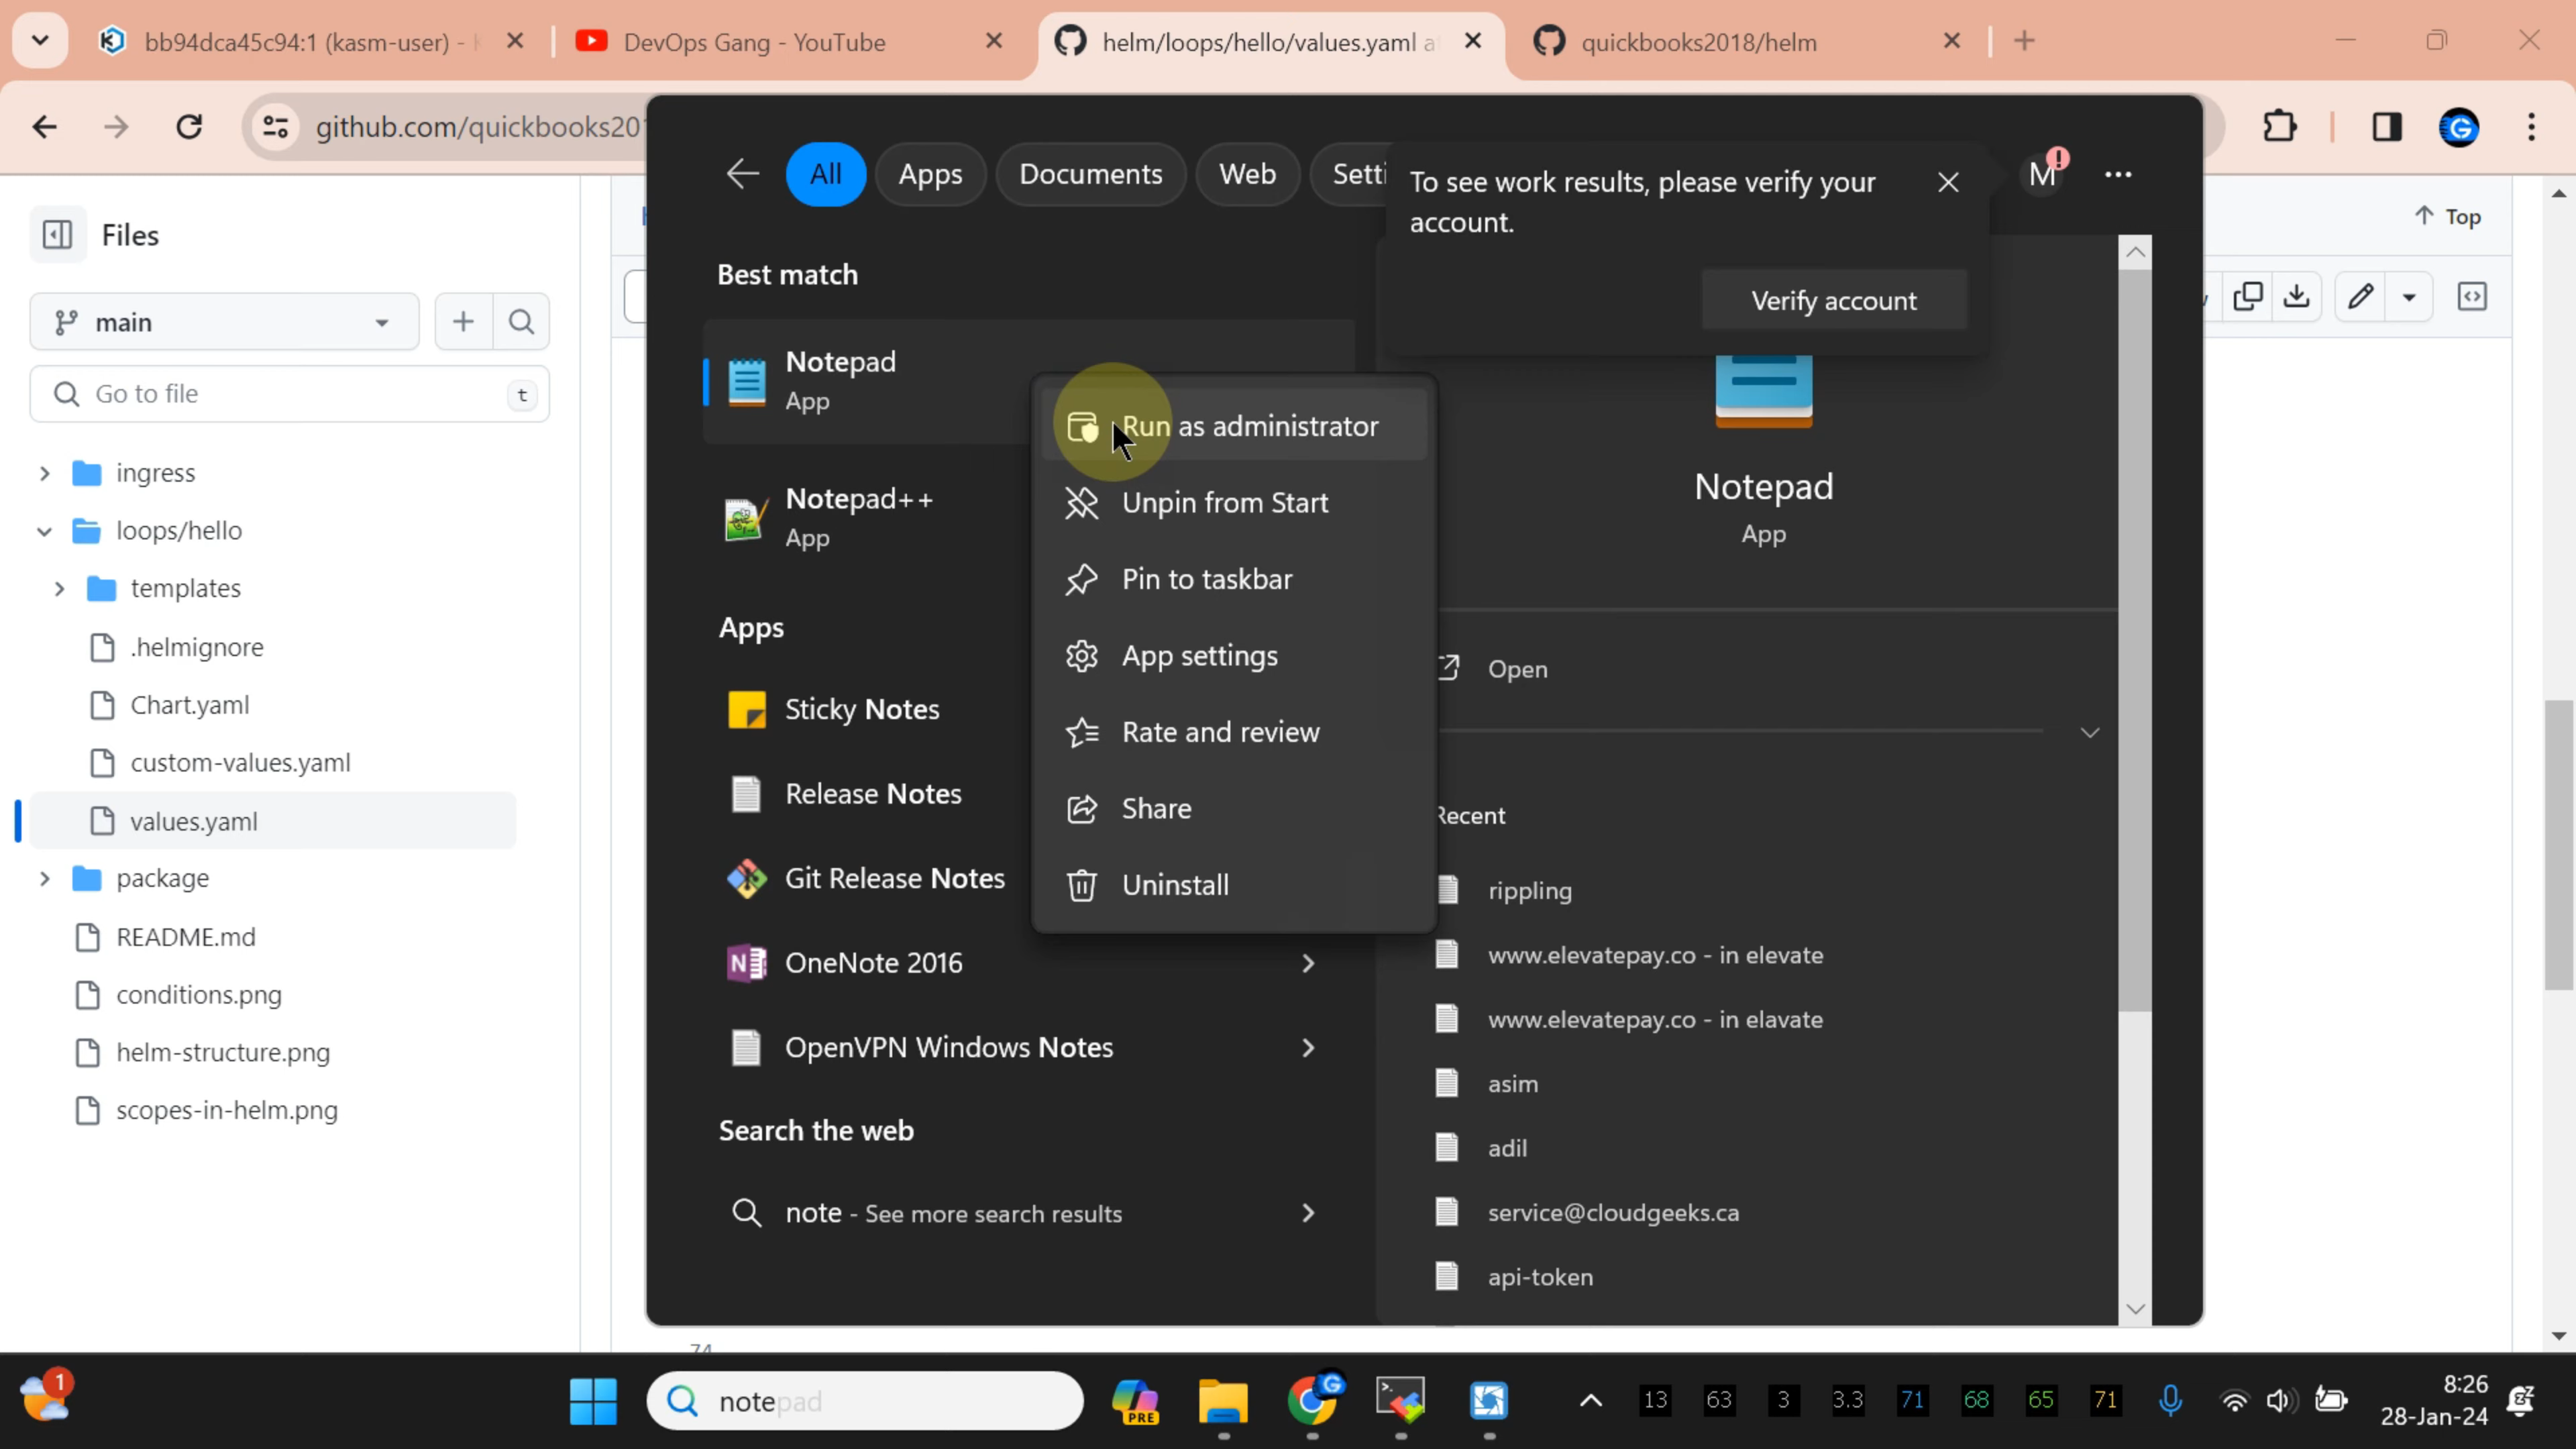 bb94dca45c94:1 (kasm-user) -
DevOps Gang - YouTube
helm/loops/hello/values.yaml a
quickbooks2018/helm
github.com/quickbooks201
Files
main
Go to file
t
ingress
loops/hello
templates
.helmignore
Chart.yaml
custom-values.yaml
values.yaml
package
README.md
conditions.png
helm-structure.png
scopes-in-helm.png
Top
All
Apps
Documents
Web
Setti
To see work results, please verify your
account.
Verify account
M
Best match
Notepad
App
Notepad++
App
Apps
Sticky Notes
Release Notes
Git Release Notes
OneNote 2016
OpenVPN Windows Notes
Search the web
note - See more search results
Run as administrator
Unpin from Start
Pin to taskbar
App settings
Rate and review
Share
Uninstall
Notepad
App
Open
Recent
rippling
www.elevatepay.co - in elevate
www.elevatepay.co - in elavate
asim
adil
service@cloudgeeks.ca
api-token
74
1
notepad
PRE
G
13
63
3
3.3
71
68
65
71
8:26
28-Jan-24